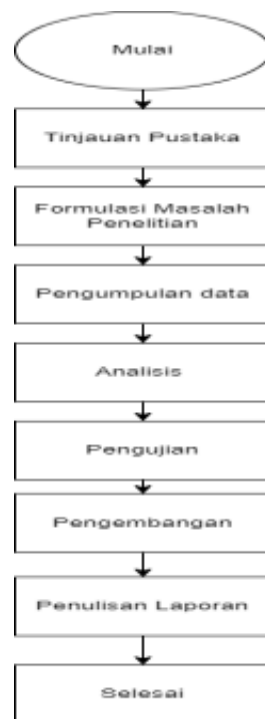 Mulai
Tinjauan Pustaka
Formulasi Masalah
Penelitian
Pengumpulan data
Analisis
Pengujian
Pengembangan
Penulisan Laporan
Selesai